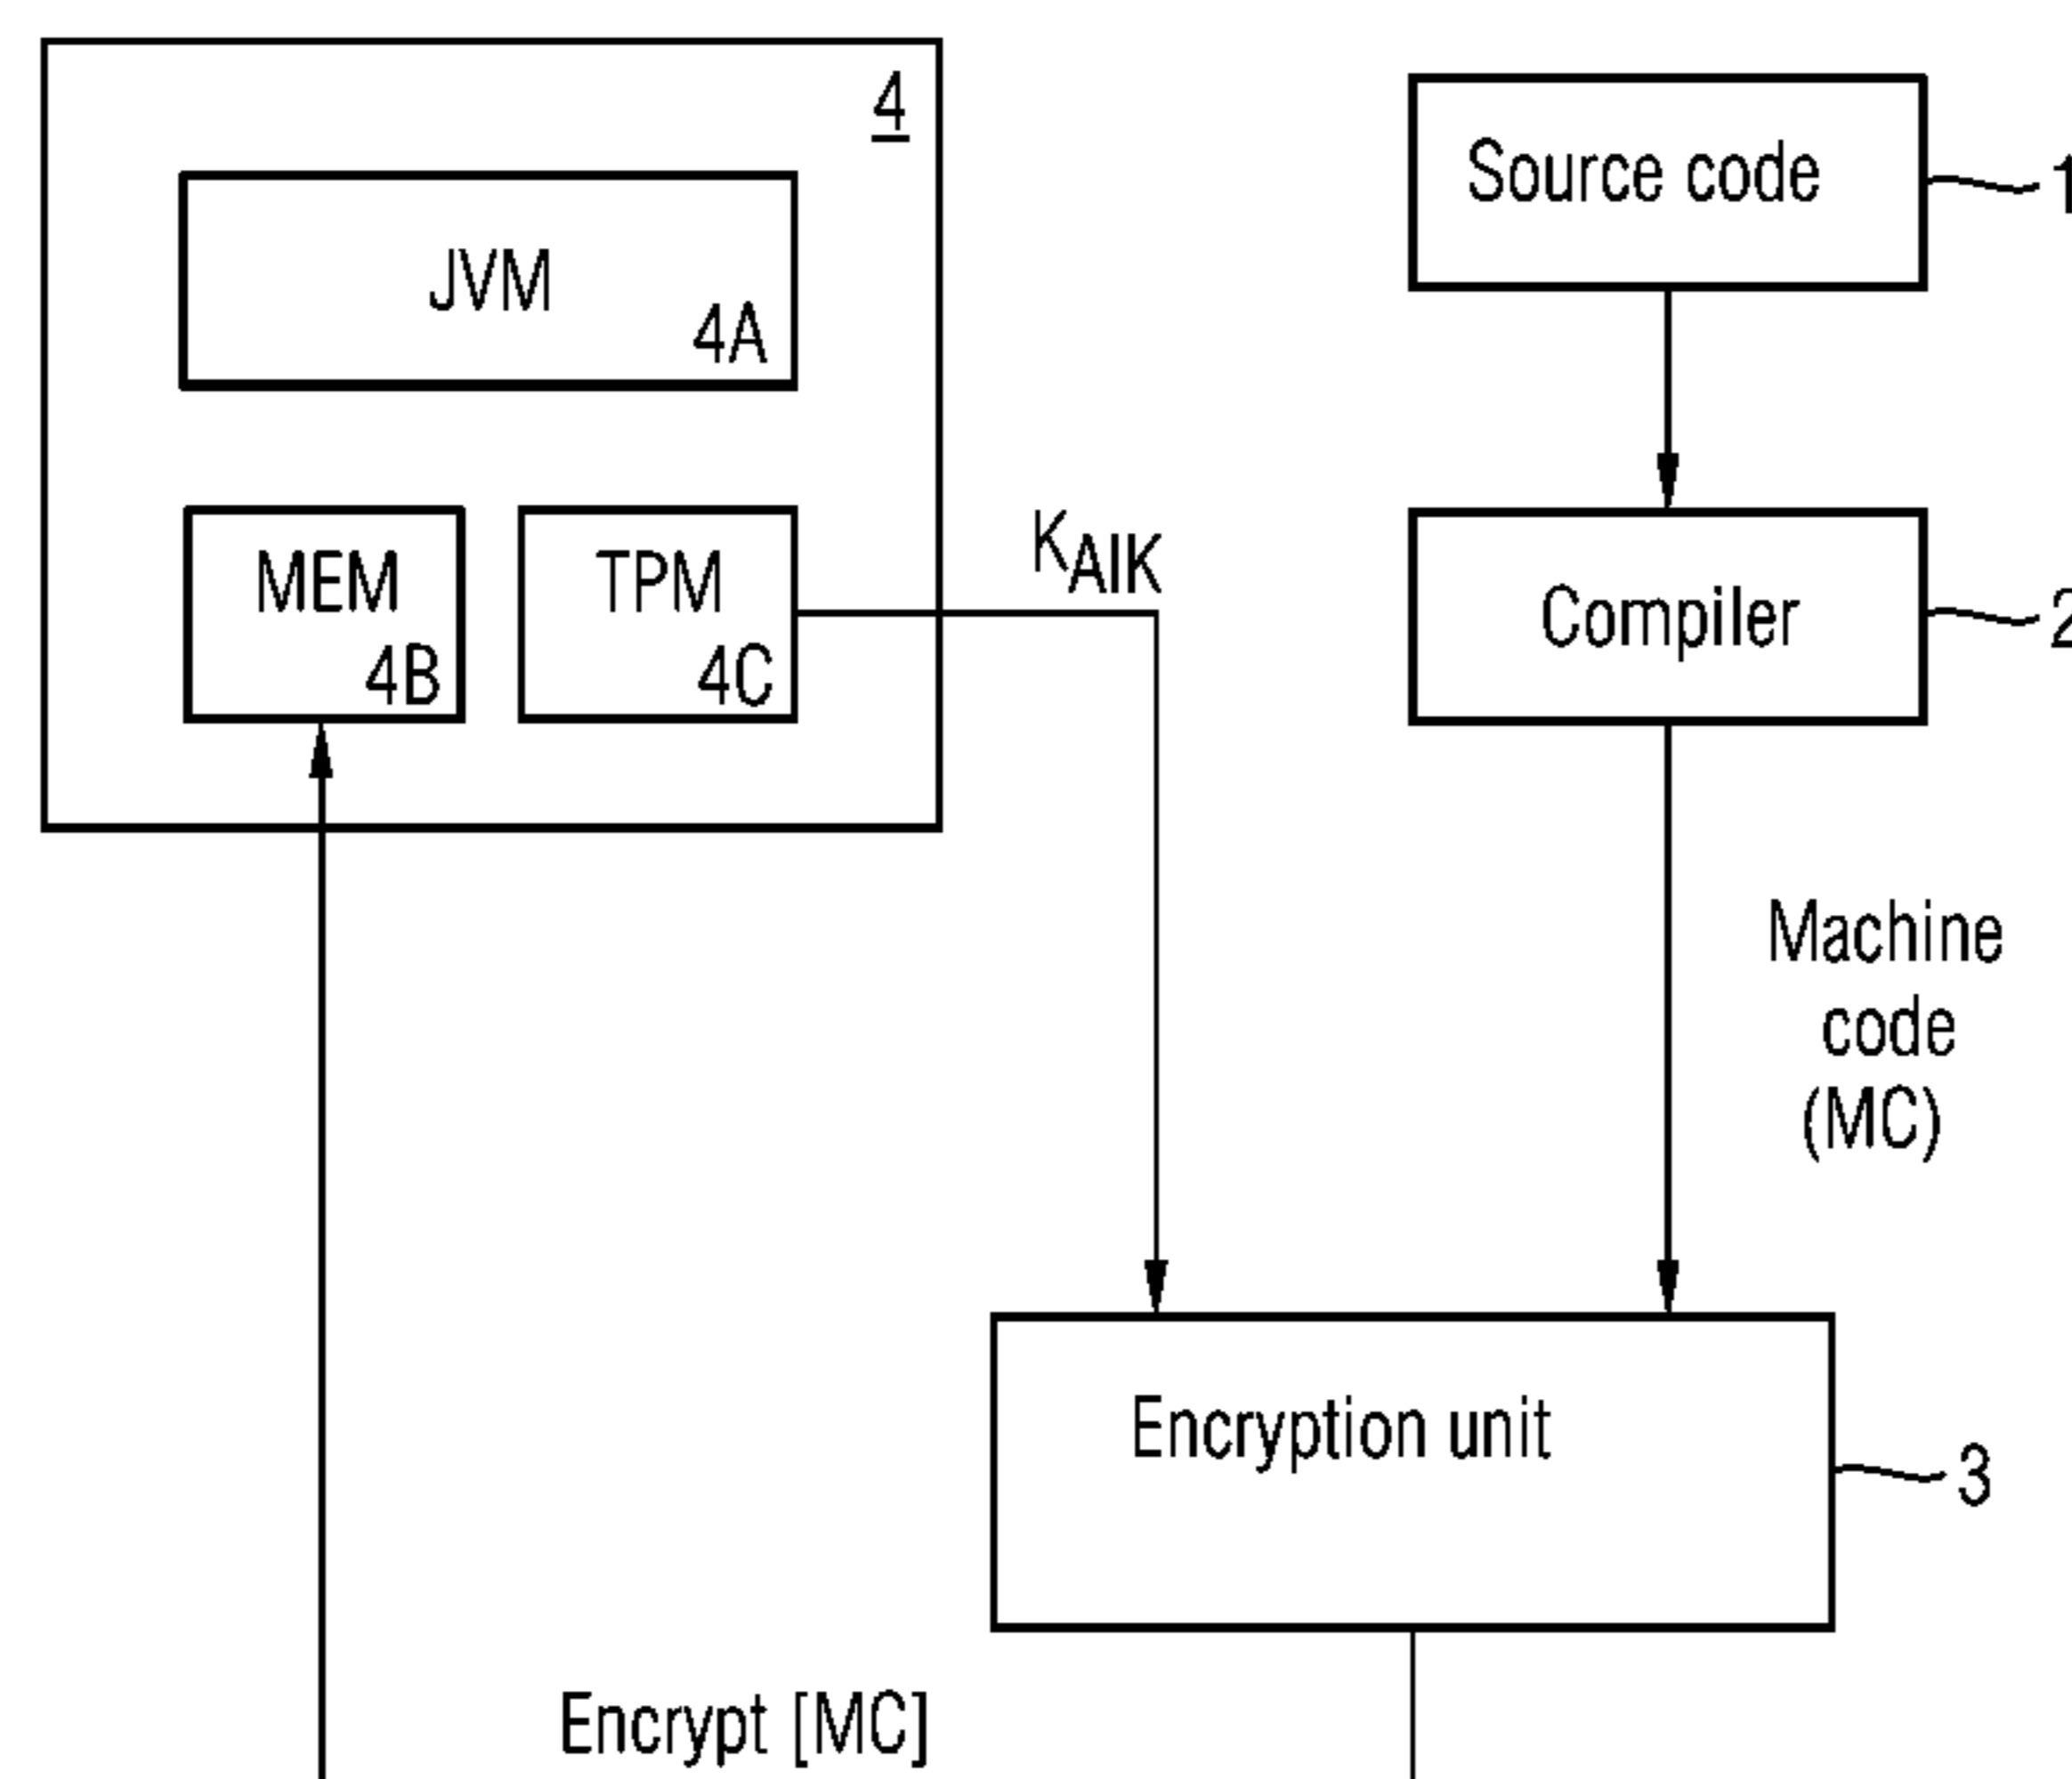 4
JVM
4A
MEM
4B
TPM
4C
K_AIK
Source code
1
Compiler
2
Machine
code
(MC)
Encryption unit
3
Encrypt [MC]